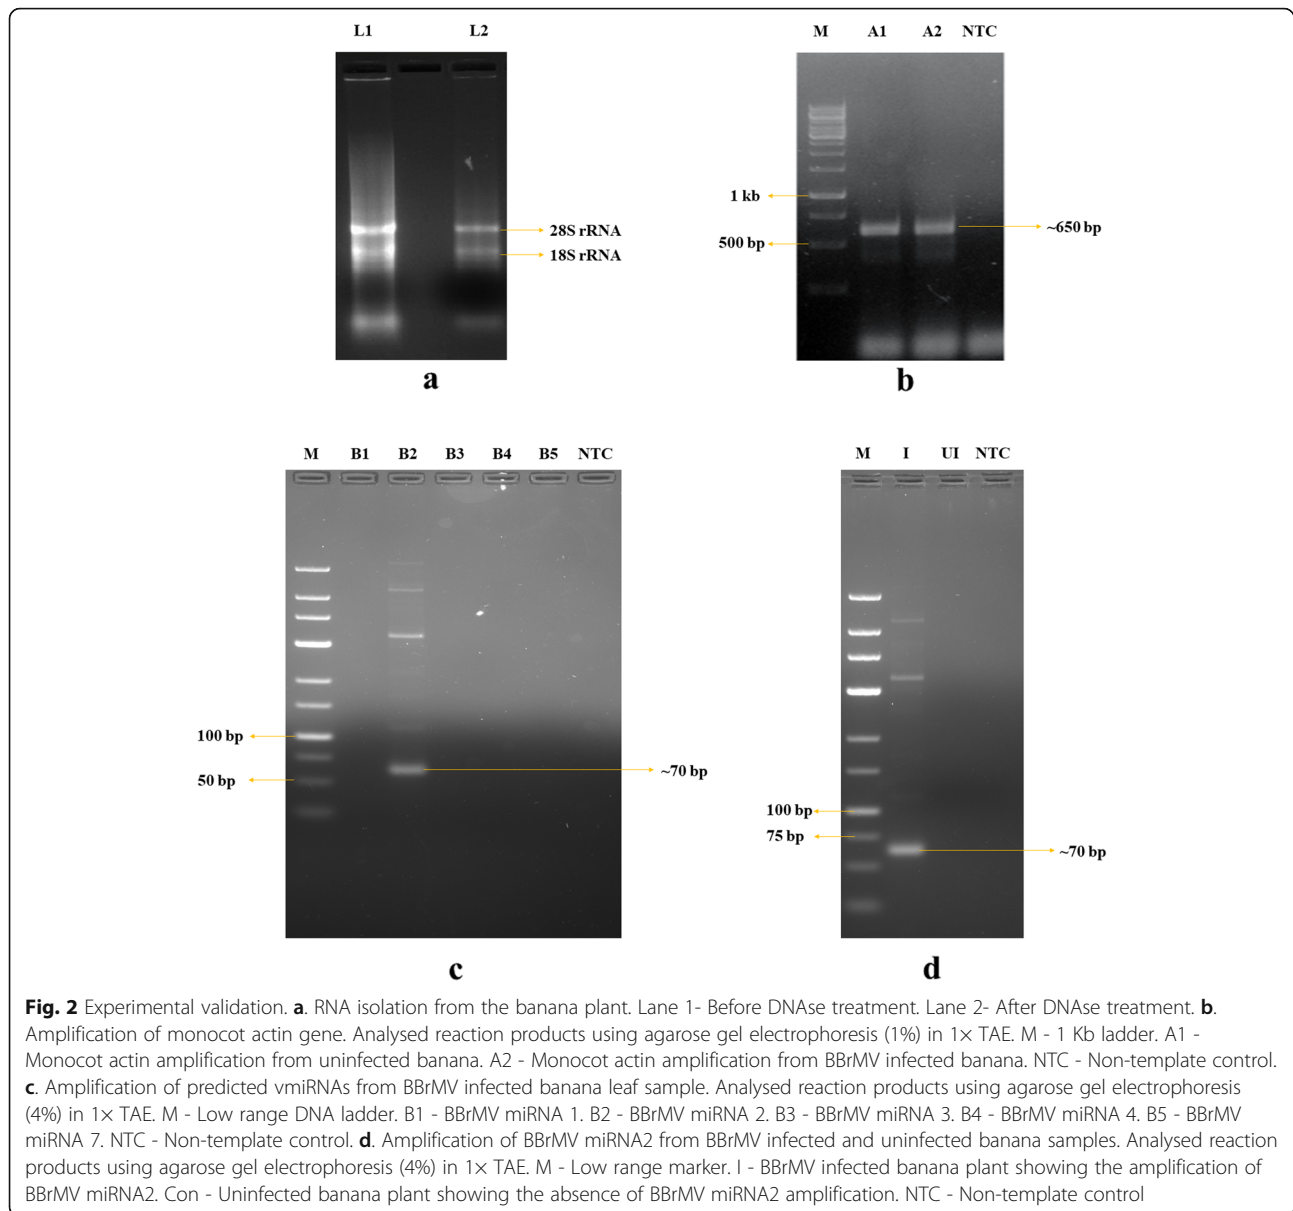 L1 L2
28S rRNA
18S rRNA
a
M A1 A2 NTC
1 kb
500 bp
~650 bp
b
M B1 B2 B3 B4 B5 NTC
100 bp
50 bp
~70 bp
c
M I UI NTC
100 bp
75 bp
~70 bp
d
Fig. 2 Experimental validation. a. RNA isolation from the banana plant. Lane 1- Before DNAse treatment. Lane 2- After DNAse treatment. b.
Amplification of monocot actin gene. Analysed reaction products using agarose gel electrophoresis (1%) in 1× TAE. M - 1 Kb ladder. A1 -
Monocot actin amplification from uninfected banana. A2 - Monocot actin amplification from BBrMV infected banana. NTC - Non-template control.
c. Amplification of predicted vmiRNAs from BBrMV infected banana leaf sample. Analysed reaction products using agarose gel electrophoresis
(4%) in 1× TAE. M - Low range DNA ladder. B1 - BBrMV miRNA 1. B2 - BBrMV miRNA 2. B3 - BBrMV miRNA 3. B4 - BBrMV miRNA 4. B5 - BBrMV
miRNA 7. NTC - Non-template control. d. Amplification of BBrMV miRNA2 from BBrMV infected and uninfected banana samples. Analysed reaction
products using agarose gel electrophoresis (4%) in 1× TAE. M - Low range marker. I - BBrMV infected banana plant showing the amplification of
BBrMV miRNA2. Con - Uninfected banana plant showing the absence of BBrMV miRNA2 amplification. NTC - Non-template control